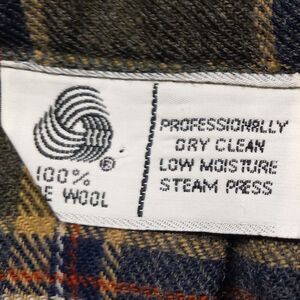 ®
100%
E WOOL
PROFESSIONALLY
DRY CLEAN
LOW MOISTURE
STEAM PRESS